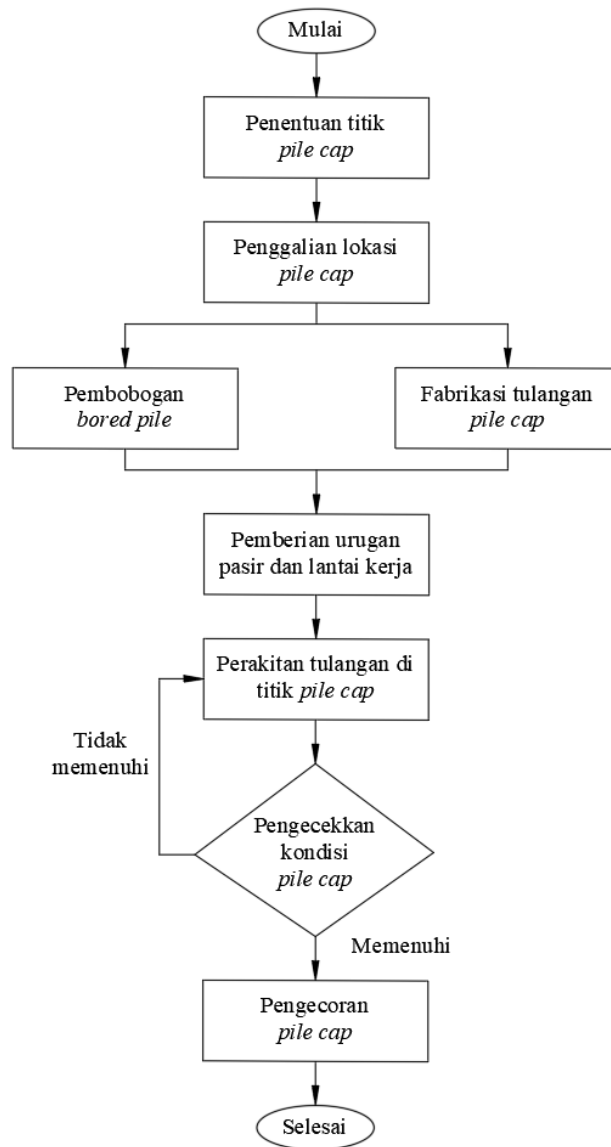 Mulai
Penentuan titik
pile cap
Penggalian lokasi
pile cap
Pembobogan
bored pile
Fabrikasi tulangan
pile cap
Pemberian urugan
pasir dan lantai kerja
Perakitan tulangan di
titik pile cap
Tidak
memenuhi
Pengecekkan
kondisi
pile cap
Memenuhi
Pengecoran
pile cap
Selesai